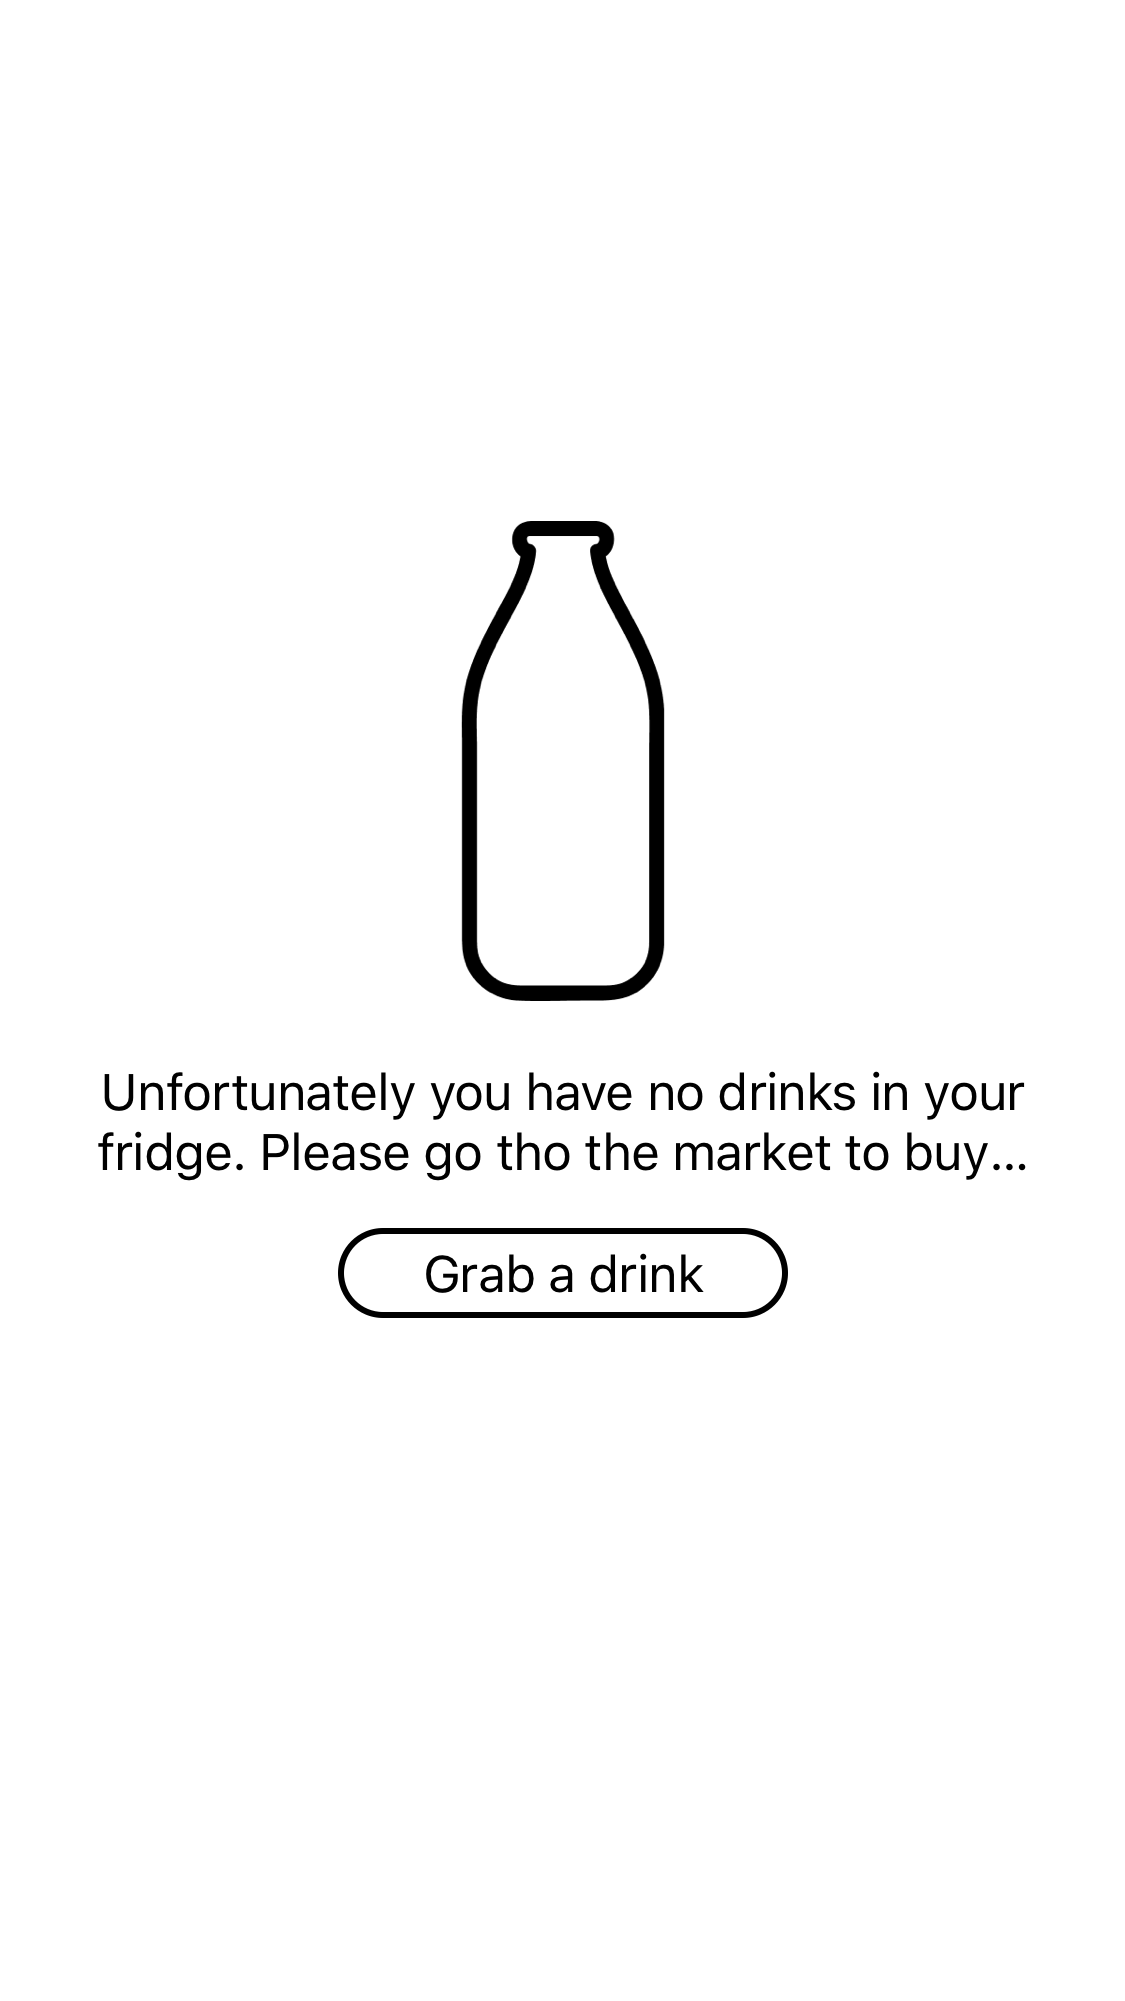 Unfortunately you have no drinks in your
fridge. Please go tho the market to buy...
Grab a drink